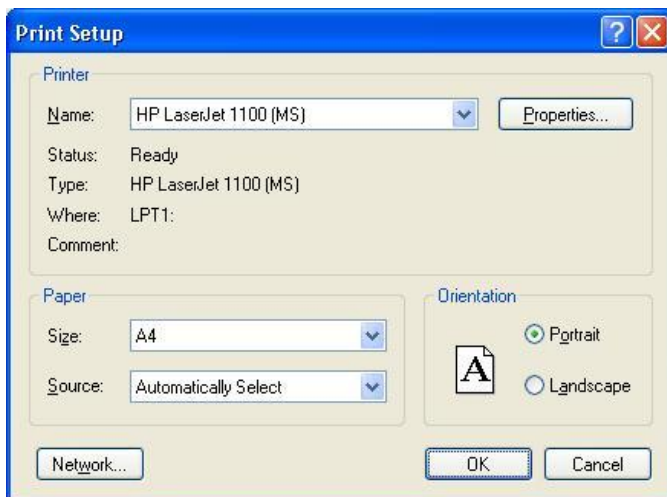 Print Setup
Printer
Name: HP LaserJet 1100 (MS) Properties...
Status: Ready
Type: HP LaserJet 1100 (MS)
Where: LPT1:
Comment:
Paper
Size: A4
Source: Automatically Select
Orientation
A
Portrait
Landscape
Network... OK Cancel